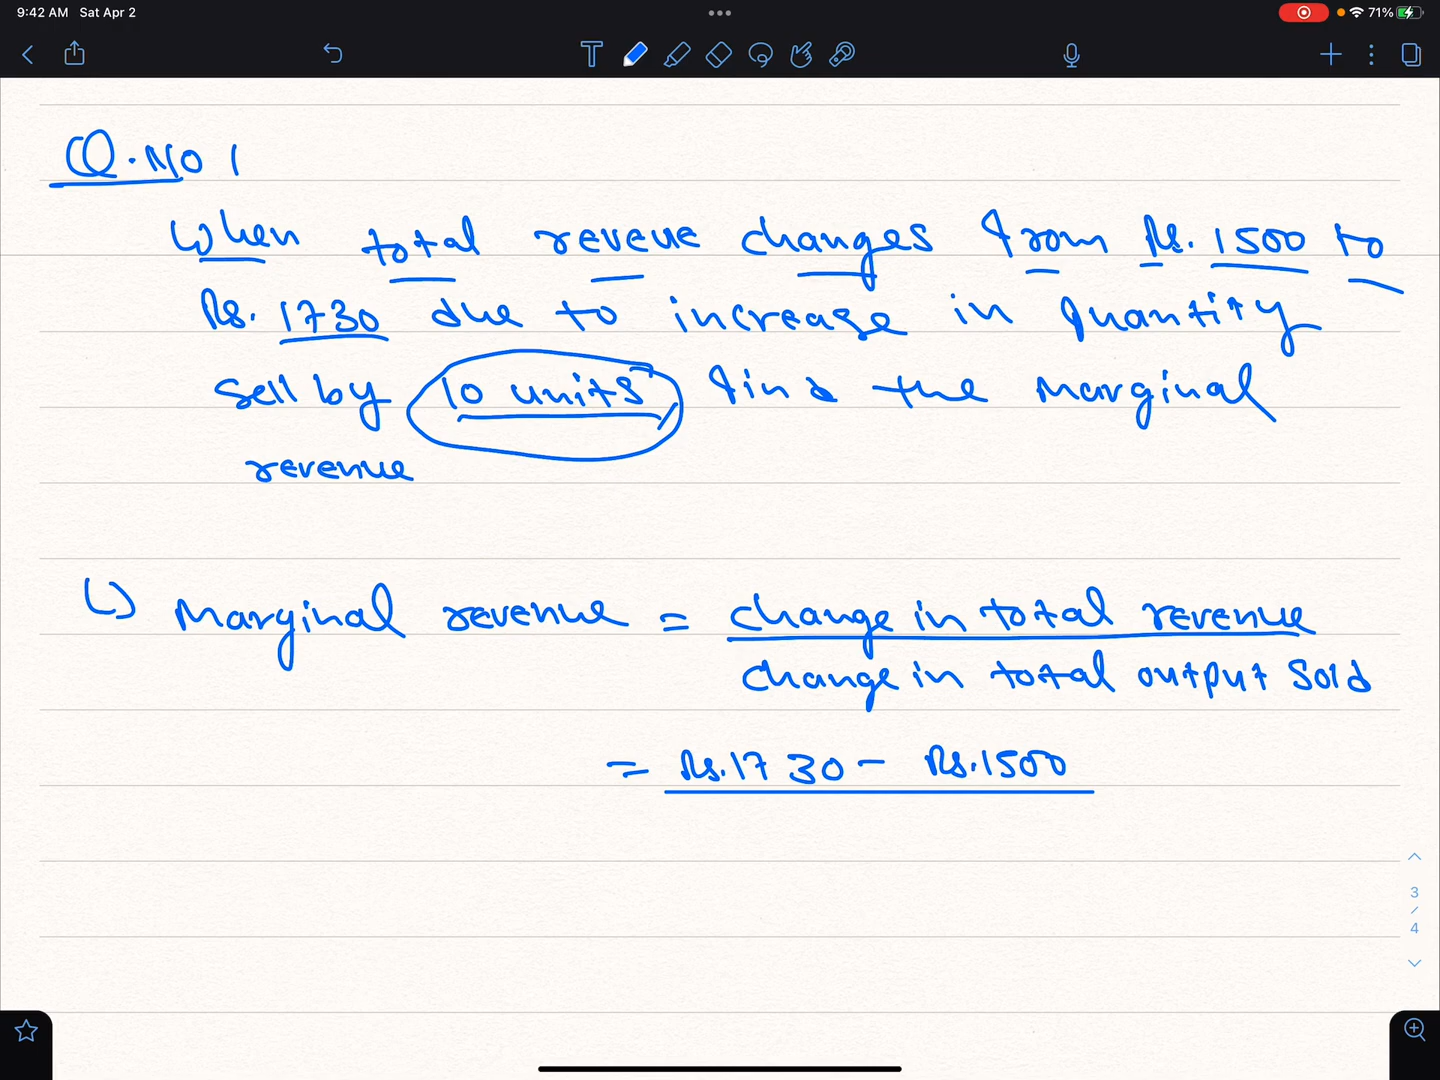 9:42 AM Sat Apr 2
71%
Q.No 1
When total reveue changes from Rs. 1500 to
Rs. 1730 due to increase in quantity
sell by 10 units find the marginal
revenue
Marginal revenue = change in total revenue
change in total output sold
= Rs.1730 - Rs.1500
3
/
4